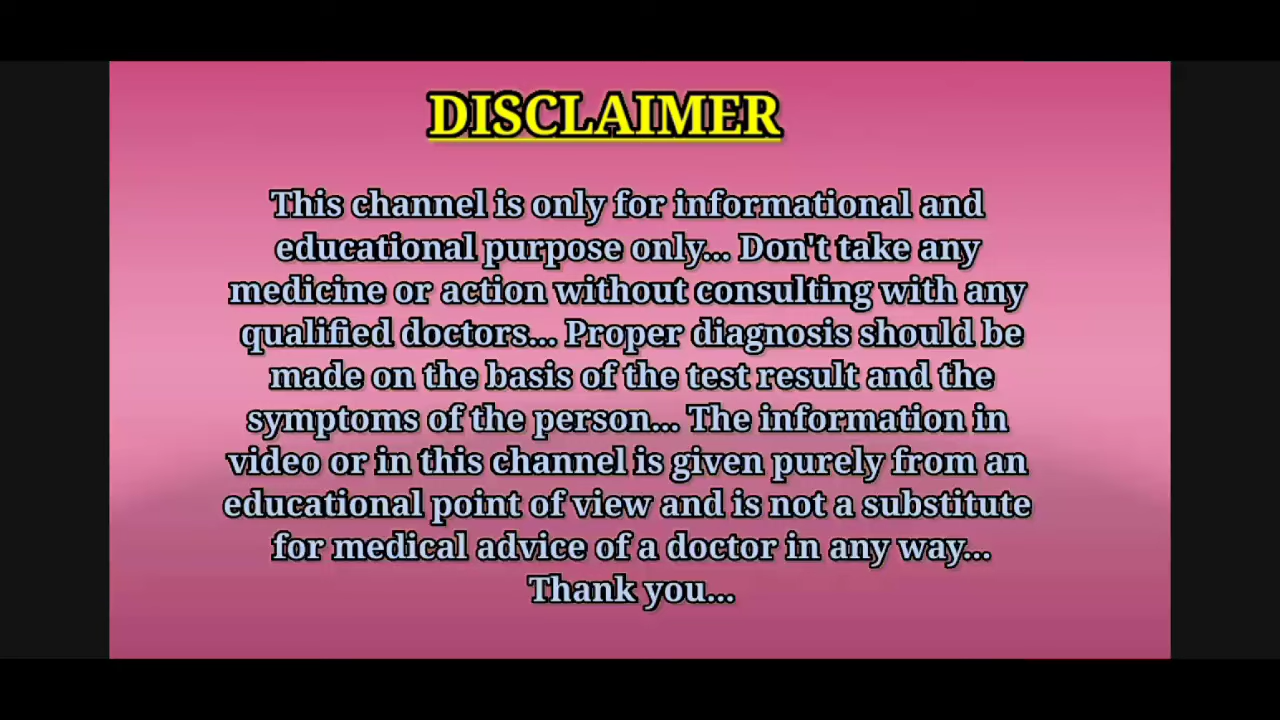 DISCLAIMER
This channel is only for informational and
educational purpose only... Don't take any
medicine or action without consulting with any
qualified doctors... Proper diagnosis should be
made on the basis of the test result and the
symptoms of the person... The information in
video or in this channel is given purely from an
educational point of view and is not a substitute
for medical advice of a doctor in any way...
Thank you...